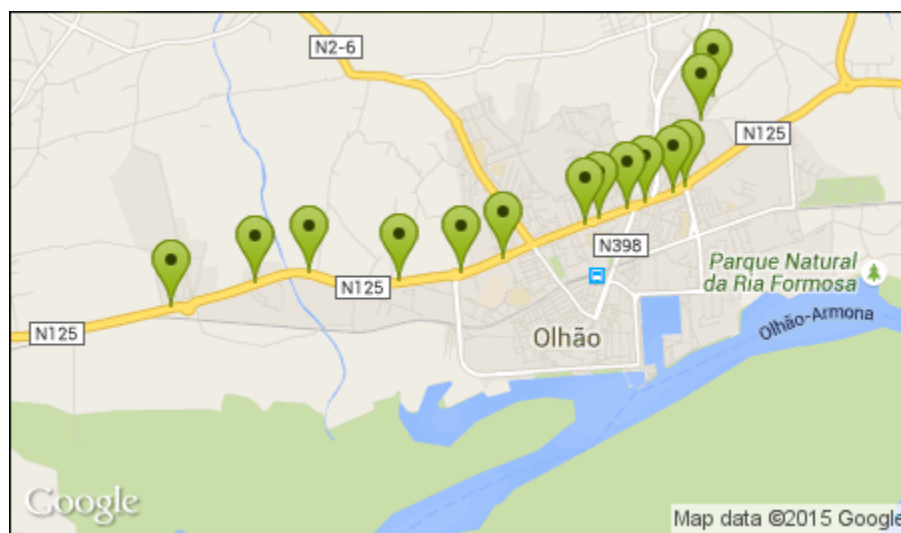 N2-6
N125
N398
Parque Natural
da Ria Formosa
N125
Olhão-Armona
N125
Olhão
Google
Map data ©2015 Google